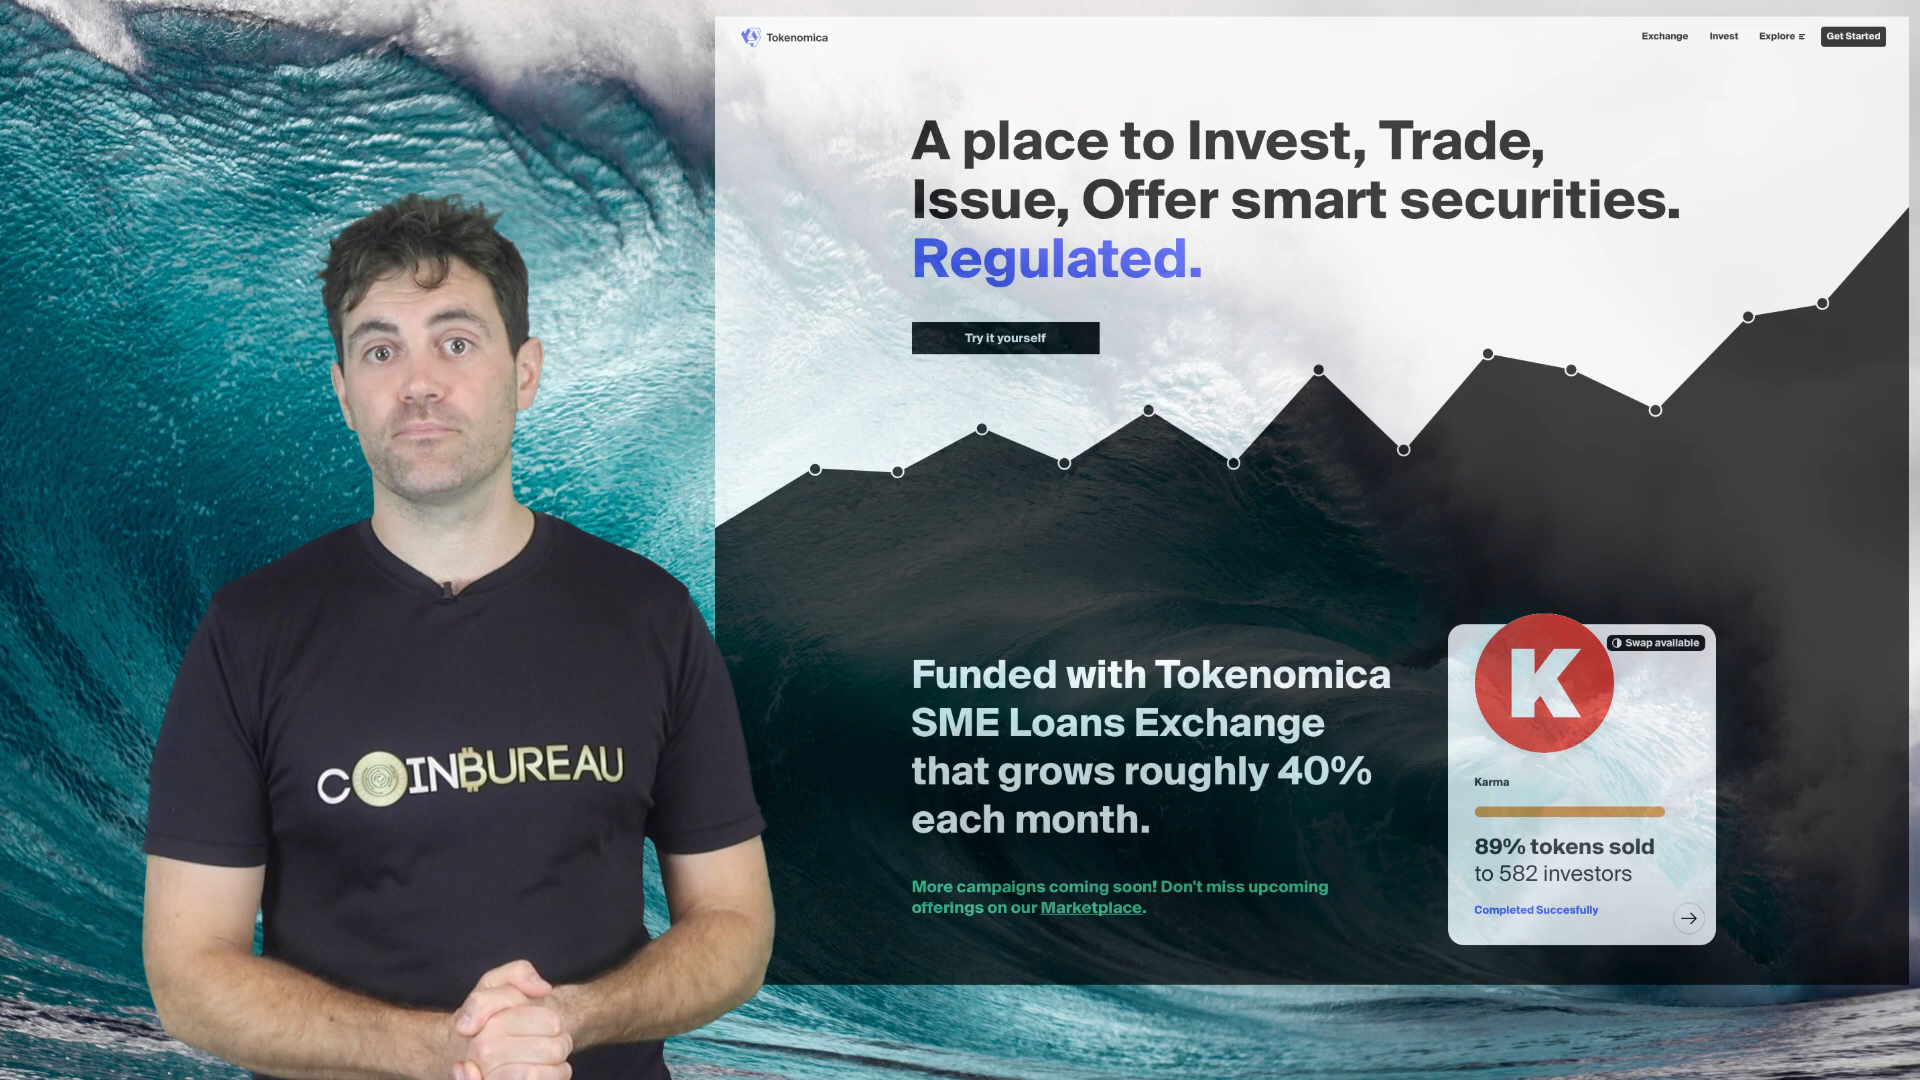 Tokenomica
Exchange
Invest
Explore
Get Started
A place to Invest, Trade,
Issue, Offer smart securities.
Regulated.
Try it yourself
COINBUREAU
Funded with Tokenomica
SME Loans Exchange
that grows roughly 40%
each month.
More campaigns coming soon! Don't miss upcoming
offerings on our Marketplace.
Swap available
K
Karma
89% tokens sold
to 582 investors
Completed Succesfully